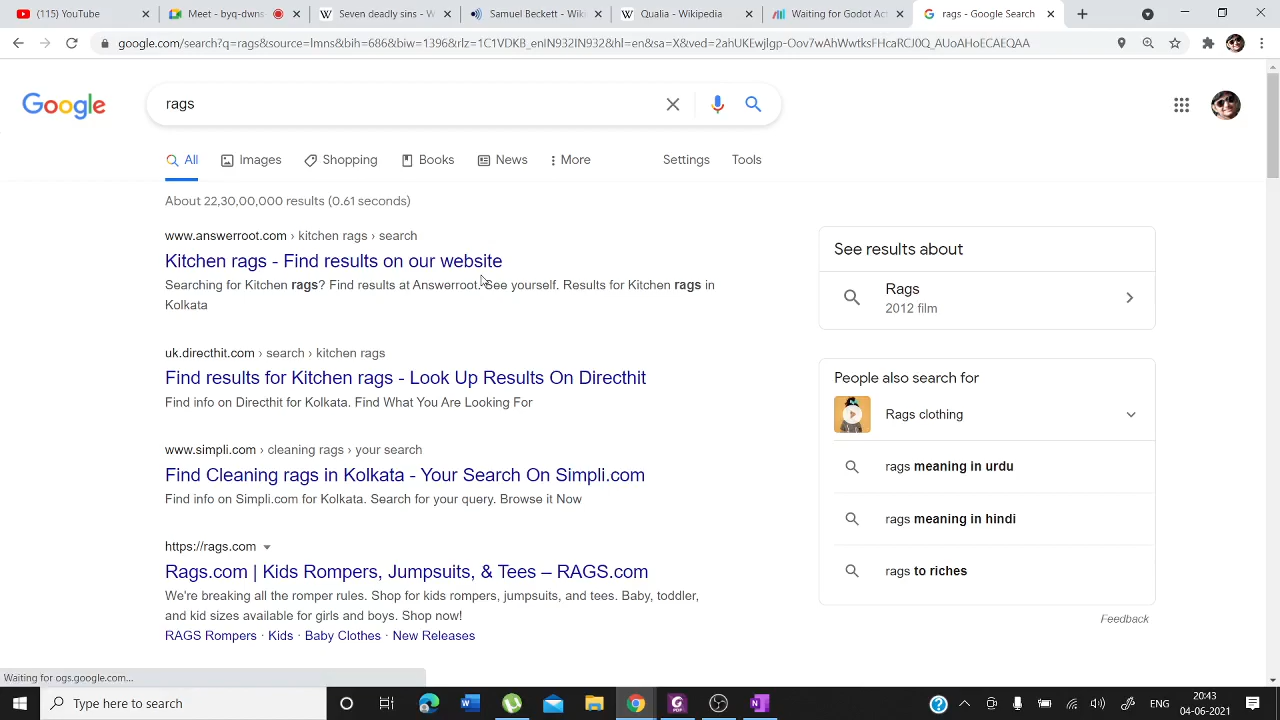 YouTube (113)
Meet - byq-dwns
Seven deadly sins - W
Samuel Beckett - Wiki
Qualia - Wikipedia
Waiting for Godot Act
rags - Google Search
google.com/search?q=rags&source=lmns&bih=686&biw=1396&rlz=1C1VDKB_enIN932IN932&hl=en&sa=X&ved=2ahUKEwjlgp-Oov7wAhWwtksFHcaRCJ0Q_AUoAHoECAEQAA
Google
rags
All
Images
Shopping
Books
News
More
Settings
Tools
About 22,30,00,000 results (0.61 seconds)
www.answerroot.com › kitchen rags › search
Kitchen rags - Find results on our website
Searching for Kitchen rags? Find results at Answerroot. See yourself. Results for Kitchen rags in
Kolkata
uk.directhit.com › search › kitchen rags
Find results for Kitchen rags - Look Up Results On Directhit
Find info on Directhit for Kolkata. Find What You Are Looking For
www.simpli.com › cleaning rags › your search
Find Cleaning rags in Kolkata - Your Search On Simpli.com
Find info on Simpli.com for Kolkata. Search for your query. Browse it Now
https://rags.com
Rags.com | Kids Rompers, Jumpsuits, & Tees – RAGS.com
We're breaking all the romper rules. Shop for kids rompers, jumpsuits, and tees. Baby, toddler,
and kid sizes available for girls and boys. Shop now!
RAGS Rompers · Kids · Baby Clothes · New Releases
See results about
Rags
2012 film
People also search for
Rags clothing
rags meaning in urdu
rags meaning in hindi
rags to riches
Feedback
Waiting for ogs.google.com...
Type here to search
ENG
20:43
04-06-2021